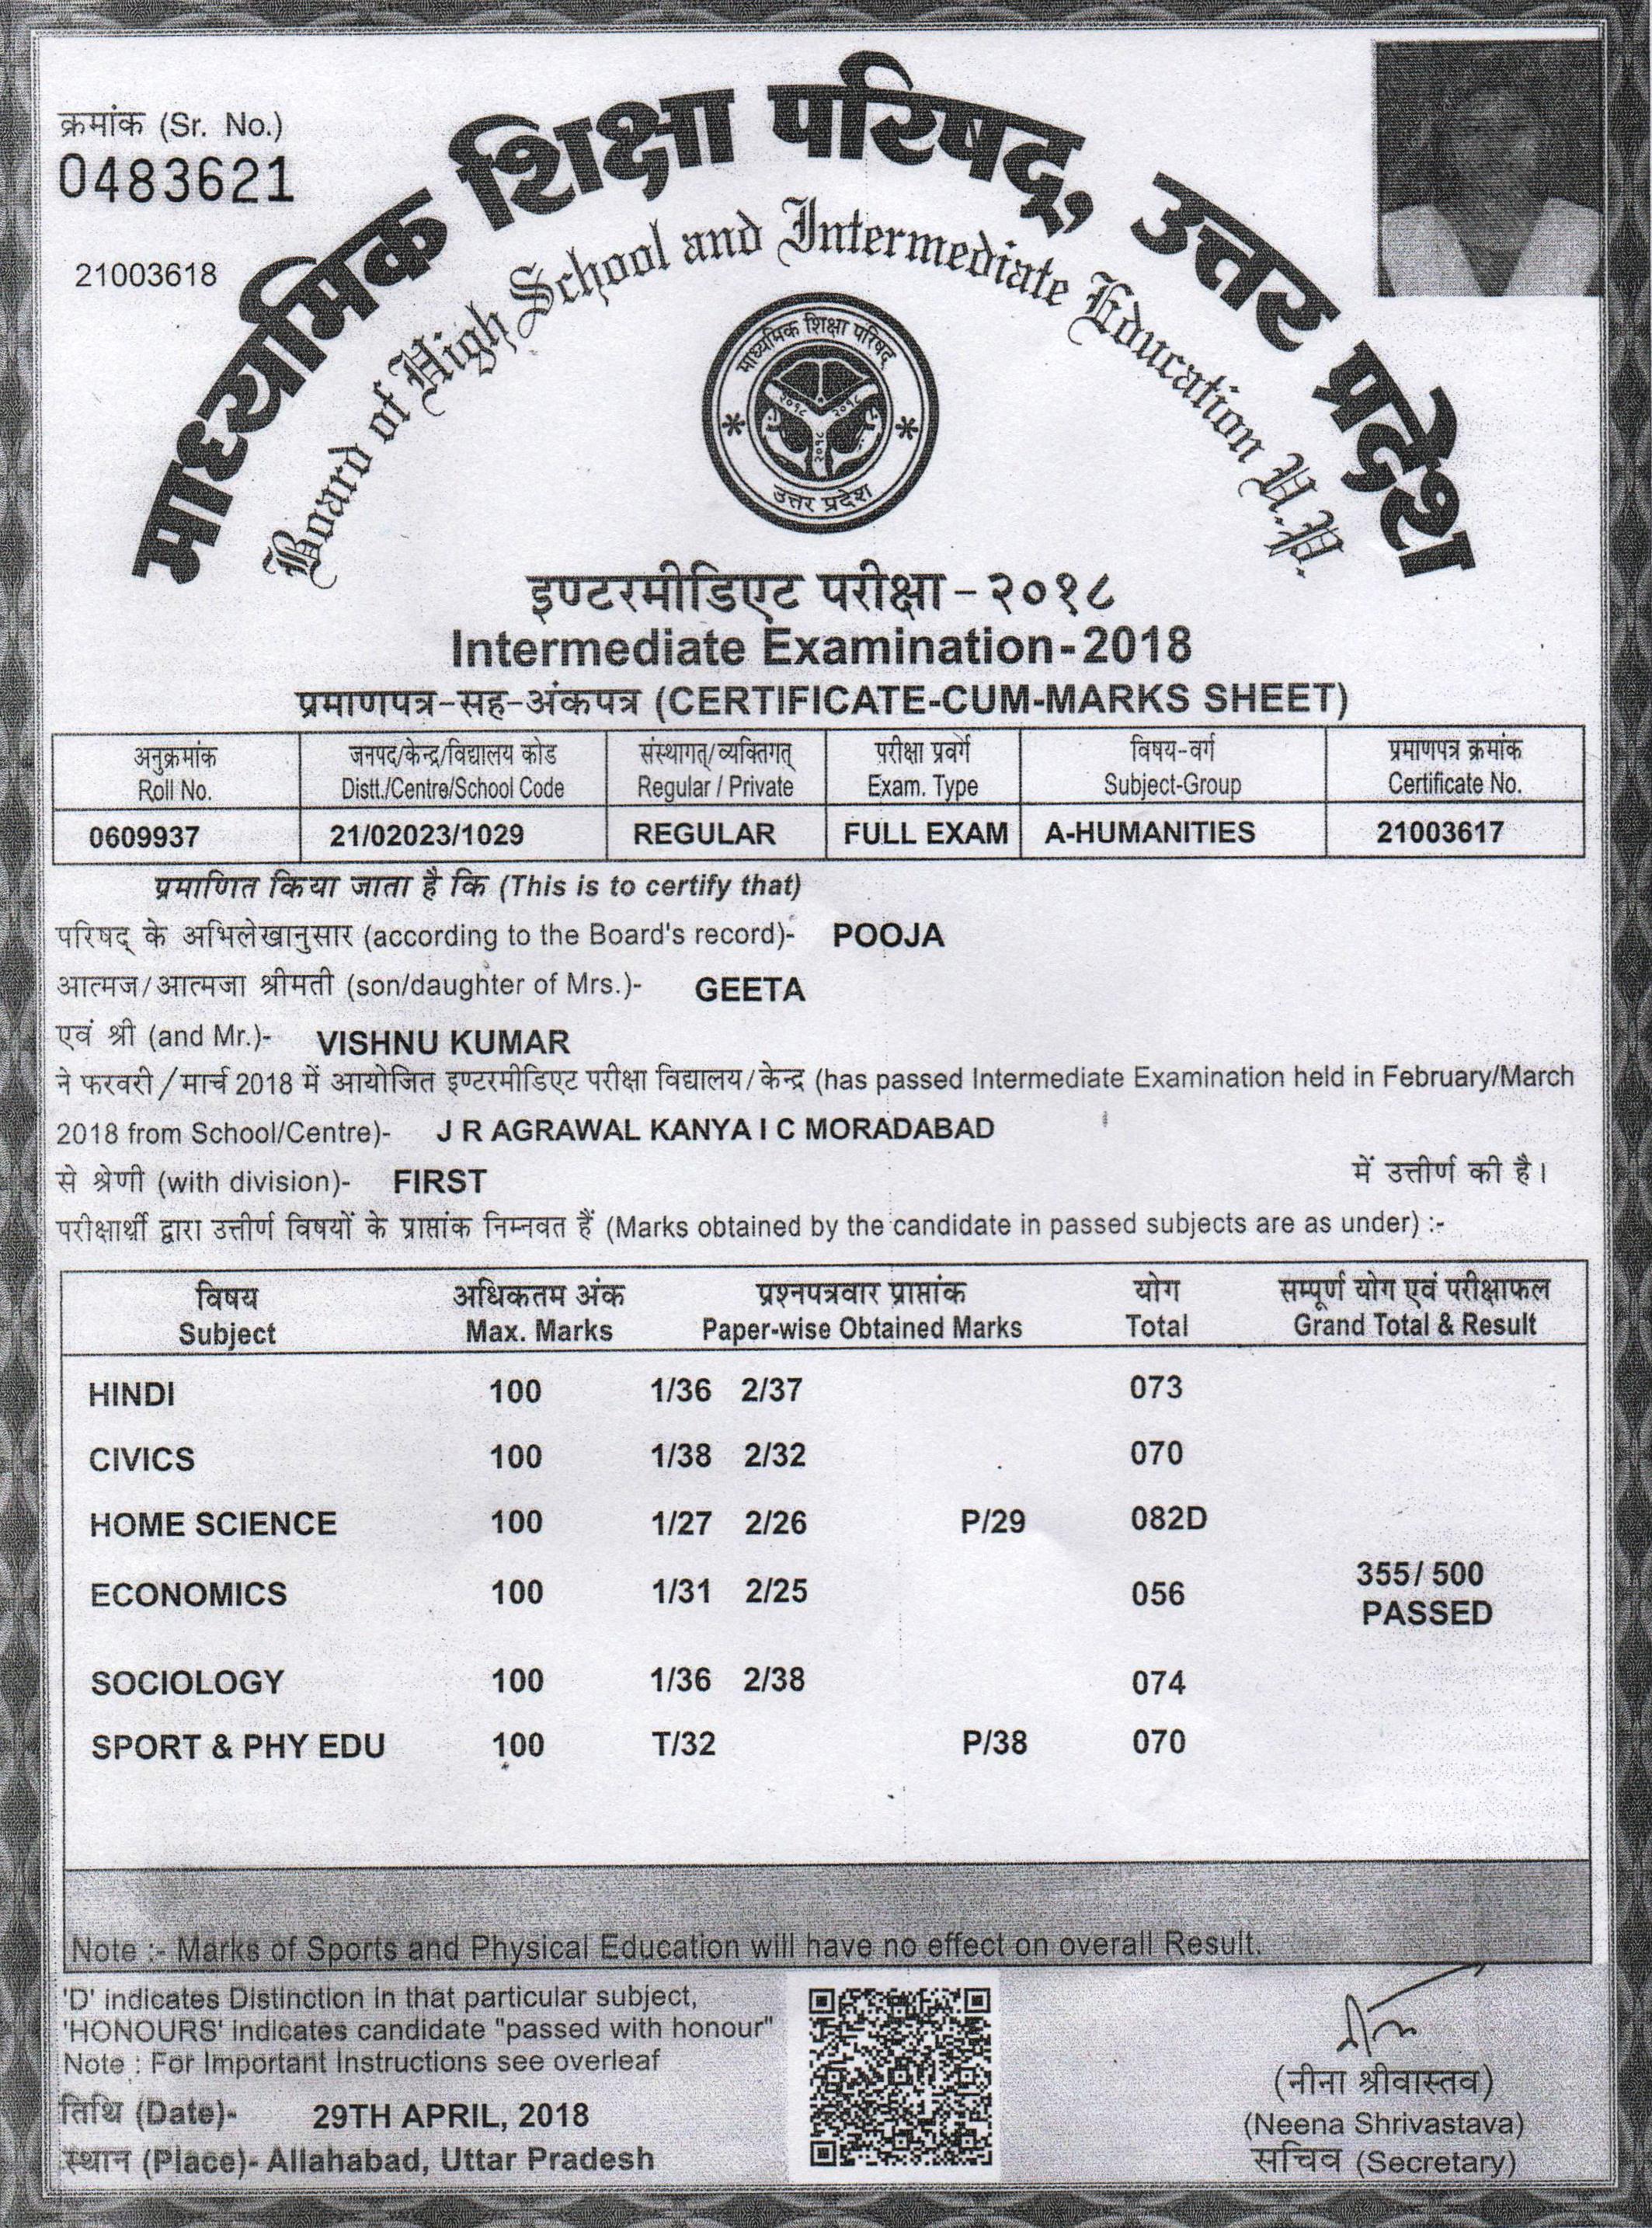 क्रमांक (Sr. No.)
0483621
21003618
माध्यमिक शिक्षा परिषद्, उत्तर प्रदेश
Board of High School and Intermediate Education U.P.
माध्यमिक शिक्षा परिषद्
२०१८ २०१८
२०१८
उत्तर प्रदेश
इण्टरमीडिएट परीक्षा - २०१८
Intermediate Examination - 2018
प्रमाणपत्र-सह-अंकपत्र (CERTIFICATE-CUM-MARKS SHEET)
अनुक्रमांक जनपद/केन्द्र/विद्यालय कोड संस्थागत्/व्यक्तिगत् परीक्षा प्रवर्ग विषय-वर्ग प्रमाणपत्र क्रमांक
Roll No. Distt./Centre/School Code Regular / Private Exam. Type Subject-Group Certificate No.
0609937 21/02023/1029 REGULAR FULL EXAM A-HUMANITIES 21003617
प्रमाणित किया जाता है कि (This is to certify that)
परिषद् के अभिलेखानुसार (according to the Board's record)- POOJA
आत्मज/आत्मजा श्रीमती (son/daughter of Mrs.)- GEETA
एवं श्री (and Mr.)- VISHNU KUMAR
ने फरवरी/मार्च 2018 में आयोजित इण्टरमीडिएट परीक्षा विद्यालय/केन्द्र (has passed Intermediate Examination held in February/March
2018 from School/Centre)- J R AGRAWAL KANYA I C MORADABAD
से श्रेणी (with division)- FIRST में उत्तीर्ण की है।
परीक्षार्थी द्वारा उत्तीर्ण विषयों के प्राप्तांक निम्नवत हैं (Marks obtained by the candidate in passed subjects are as under) :-
विषय अधिकतम अंक प्रश्नपत्रवार प्राप्तांक योग सम्पूर्ण योग एवं परीक्षाफल
Subject Max. Marks Paper-wise Obtained Marks Total Grand Total & Result
HINDI 100 1/36 2/37 073
CIVICS 100 1/38 2/32 070
HOME SCIENCE 100 1/27 2/26 P/29 082D
ECONOMICS 100 1/31 2/25 056 355/ 500
PASSED
SOCIOLOGY 100 1/36 2/38 074
SPORT & PHY EDU 100 T/32 P/38 070
Note :- Marks of Sports and Physical Education will have no effect on overall Result.
'D' indicates Distinction in that particular subject,
'HONOURS' indicates candidate "passed with honour"
Note : For Important Instructions see overleaf
तिथि (Date)- 29TH APRIL, 2018
स्थान (Place)- Allahabad, Uttar Pradesh
(नीना श्रीवास्तव)
(Neena Shrivastava)
सचिव (Secretary)